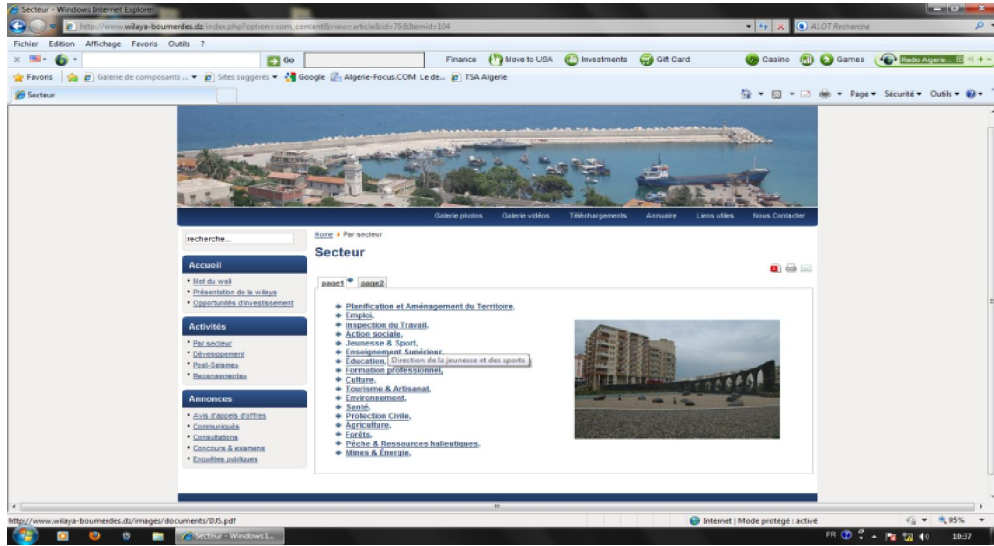 Secteur - Windows Internet Explorer
http://www.wilaya-boumerdes.dz/index.php?option=com_content&view=article&id=76&Itemid=104
ALOT Recherche
Fichier Edition Affichage Favoris Outils ?
Go Finance Move to USA Investments Gift Card Casino Games Radio Algerie...
Favoris Galerie de composants ... Sites suggérés Google Algerie-Focus.COM Le de... TSA Algerie
Secteur
Page Sécurité Outils
Galerie photos Galerie vidéos Téléchargements Annuaire Liens utiles Nous Contacter
recherche...
Home Par secteur
Secteur
Accueil
Mot du wali
Présentation de la wilaya
Opportunités d'investissement
page1 page2
Activités
Par secteur
Développement
Post-Seismes
Recensements
Annonces
Avis d'appels d'offres
Communiqués
Consultations
Concours & examens
Enquêtes publiques
Planification et Aménagement du Territoire,
Emploi,
Inspection du Travail,
Action sociale,
Jeunesse & Sport,
Enseignement Supérieur,
Éducation,
Direction de la jeunesse et des sports
Formation professionnel,
Culture,
Tourisme & Artisanat,
Environnement,
Santé,
Protection Civile,
Agriculture,
Forêts,
Pêche & Ressources halieutiques,
Mines & Énergie,
http://www.wilaya-boumerdes.dz/images/documents/DJS.pdf
Internet | Mode protégé : activé
95%
Secteur - Windows I...
FR
10:37